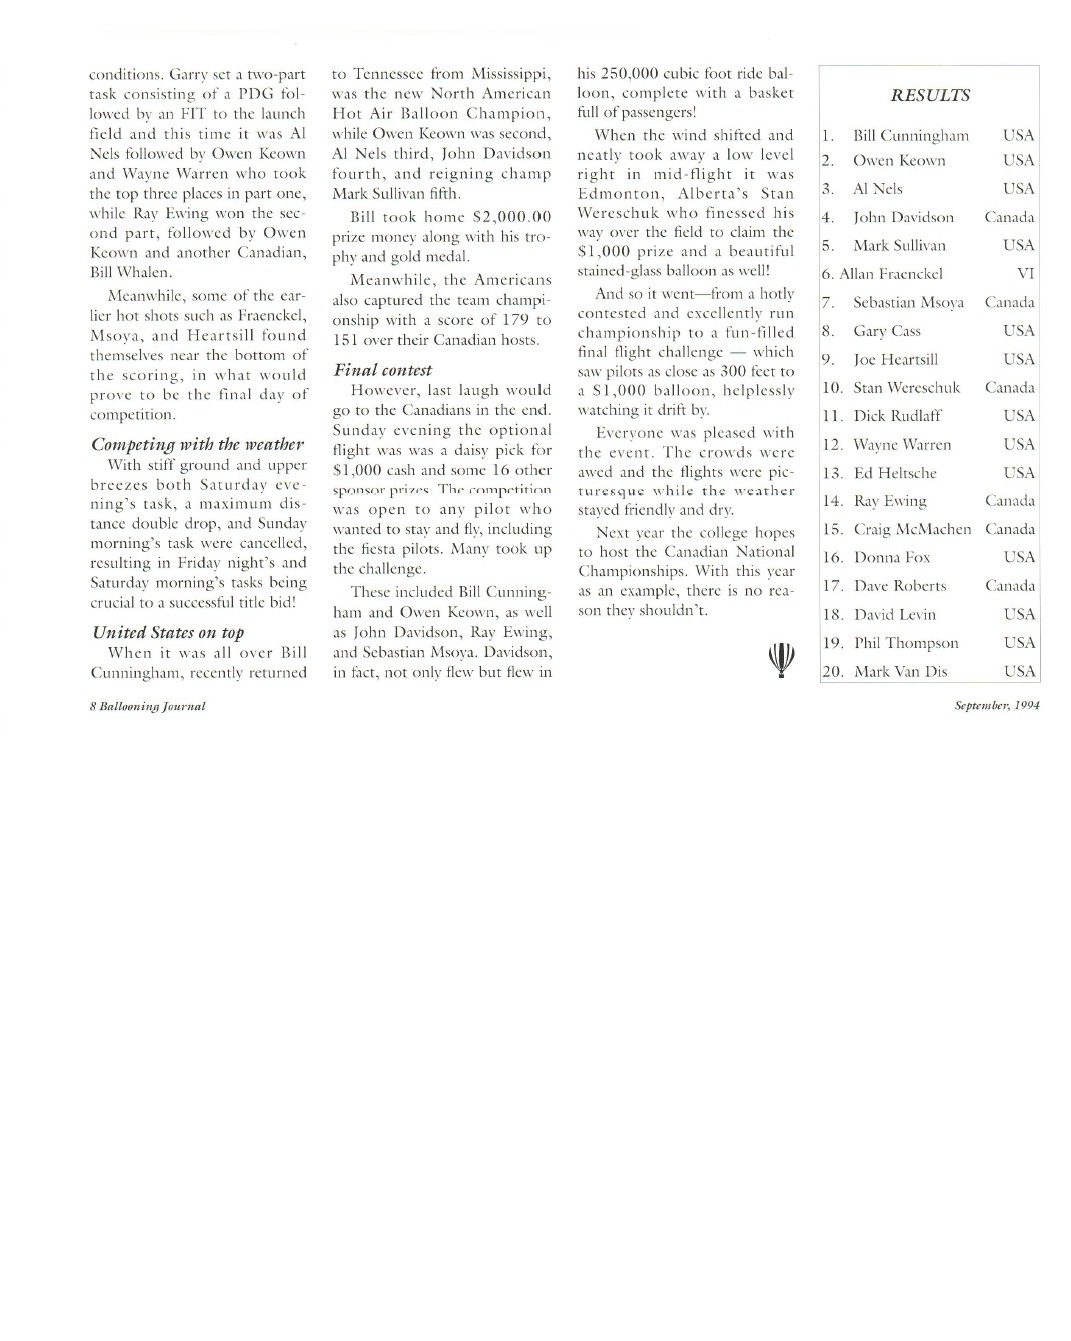 conditions. Garry set a two-part
task consisting of a PDG fol-
lowed by an FIT to the launch
field and this time it was Al
Nels followed by Owen Keown
and Wayne Warren who took
the top three places in part one,
while Ray Ewing won the sec-
ond part, followed by Owen
Keown and another Canadian,
Bill Whalen.
Meanwhile, some of the ear-
lier hot shots such as Fraenckel,
Msoya, and Heartsill found
themselves near the bottom of
the scoring, in what would
prove to be the final day of
competition.
Competing with the weather
With stiff ground and upper
breezes both Saturday eve-
ning's task, a maximum dis-
tance double drop, and Sunday
morning's task were cancelled,
resulting in Friday night's and
Saturday morning's tasks being
crucial to a successful title bid!
United States on top
When it was all over Bill
Cunningham, recently returned
to Tennessee from Mississippi,
was the new North American
Hot Air Balloon Champion,
while Owen Keown was second,
Al Nels third, John Davidson
fourth, and reigning champ
Mark Sullivan fifth.
Bill took home $2,000.00
prize money along with his tro-
phy and gold medal.
Meanwhile, the Americans
also captured the team champi-
onship with a score of 179 to
151 over their Canadian hosts.
Final contest
However, last laugh would
go to the Canadians in the end.
Sunday evening the optional
flight was was a daisy pick for
$1,000 cash and some 16 other
sponsor prizes. The competition
was open to any pilot who
wanted to stay and fly, including
the fiesta pilots. Many took up
the challenge.
These included Bill Cunning-
ham and Owen Keown, as well
as John Davidson, Ray Ewing,
and Sebastian Msoya. Davidson,
in fact, not only flew but flew in
his 250,000 cubic foot ride bal-
loon, complete with a basket
full of passengers!
When the wind shifted and
neatly took away a low level
right in mid-flight it was
Edmonton, Alberta's Stan
Wereschuk who finessed his
way over the field to claim the
$1,000 prize and a beautiful
stained-glass balloon as well!
And so it went—from a hotly
contested and excellently run
championship to a fun-filled
final flight challenge — which
saw pilots as close as 300 feet to
a $1,000 balloon, helplessly
watching it drift by.
Everyone was pleased with
the event. The crowds were
awed and the flights were pic-
turesque while the weather
stayed friendly and dry.
Next year the college hopes
to host the Canadian National
Championships. With this year
as an example, there is no rea-
son they shouldn't.
RESULTS
1. Bill Cunningham USA
2. Owen Keown USA
3. Al Nels USA
4. John Davidson Canada
5. Mark Sullivan USA
6. Allan Fraenckel VI
7. Sebastian Msoya Canada
8. Gary Cass USA
9. Joe Heartsill USA
10. Stan Wereschuk Canada
11. Dick Rudlaff USA
12. Wayne Warren USA
13. Ed Heltsche USA
14. Ray Ewing Canada
15. Craig McMachen Canada
16. Donna Fox USA
17. Dave Roberts Canada
18. David Levin USA
19. Phil Thompson USA
20. Mark Van Dis USA
8 Ballooning Journal
September, 1994